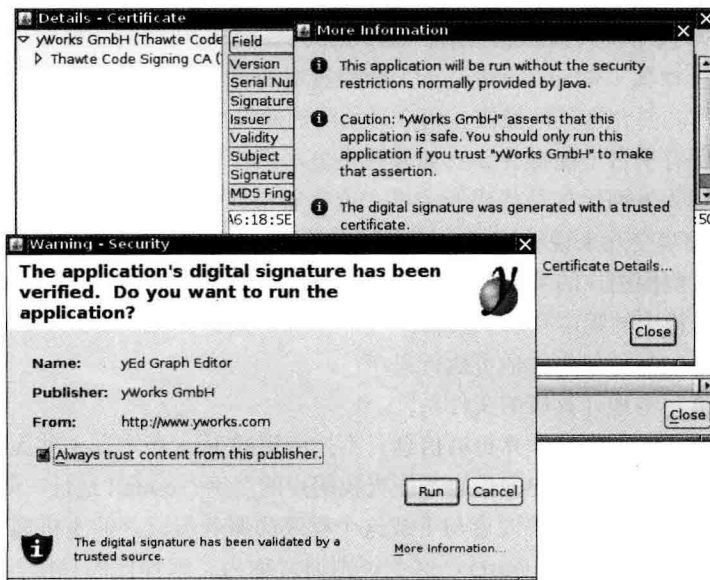 Details - Certificate
yWorks GmbH (Thawte Code
Thawte Code Signing CA (
Field
Version
Serial Nu
Signature
Issuer
Validity
Subject
Signature
MD5 Fing
A6:18:5E
More Information
This application will be run without the security
restrictions normally provided by Java.
Caution: "yWorks GmbH" asserts that this
application is safe. You should only run this
application if you trust "yWorks GmbH" to make
that assertion.
The digital signature was generated with a trusted
certificate.
Certificate Details...
Close
Close
Warning - Security
The application's digital signature has been
verified. Do you want to run the
application?
Name: yEd Graph Editor
Publisher: yWorks GmbH
From: http://www.yworks.com
Always trust content from this publisher.
Run Cancel
The digital signature has been validated by a
trusted source.
More Information...